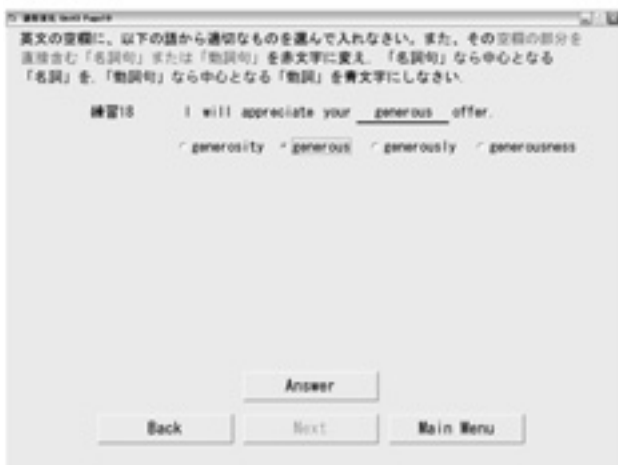 英文の空欄に、以下の語から適切なものを選んで入れなさい。また、その空欄の部分を
直接含む「名詞句」または「動詞句」を赤文字に変え、「名詞句」なら中心となる
「名詞」を、「動詞句」なら中心となる「動詞」を青文字にしなさい.
練習18 I will appreciate your generous offer.
generosity generous generously generousness
Answer
Back Next Main Menu